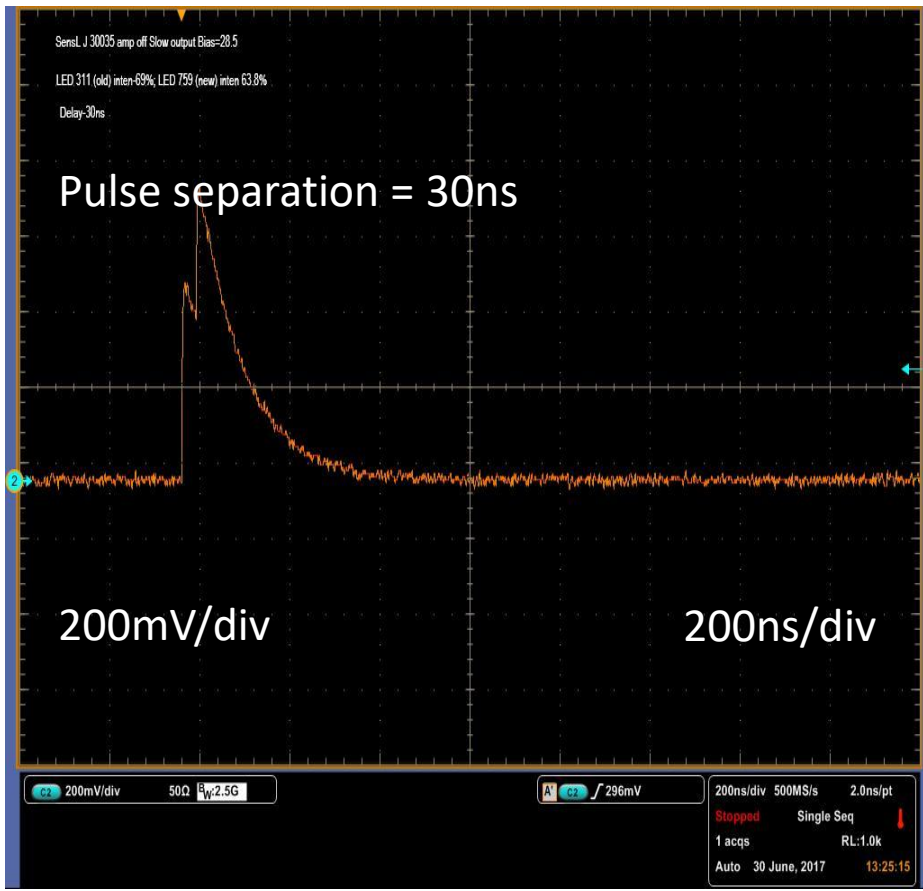 SensL J 30035 amp off Slow output Bias=28.5
LED 311 (old) inten-69%; LED 759 (new) inten 63.8%
Delay-30ns
Pulse separation = 30ns
2
200mV/div
200ns/div
C2 200mV/div 50Ω BW:2.5G
A' C2 296mV
200ns/div 500MS/s 2.0ns/pt
Stopped Single Seq
1 acqs RL:1.0k
Auto 30 June, 2017 13:25:15